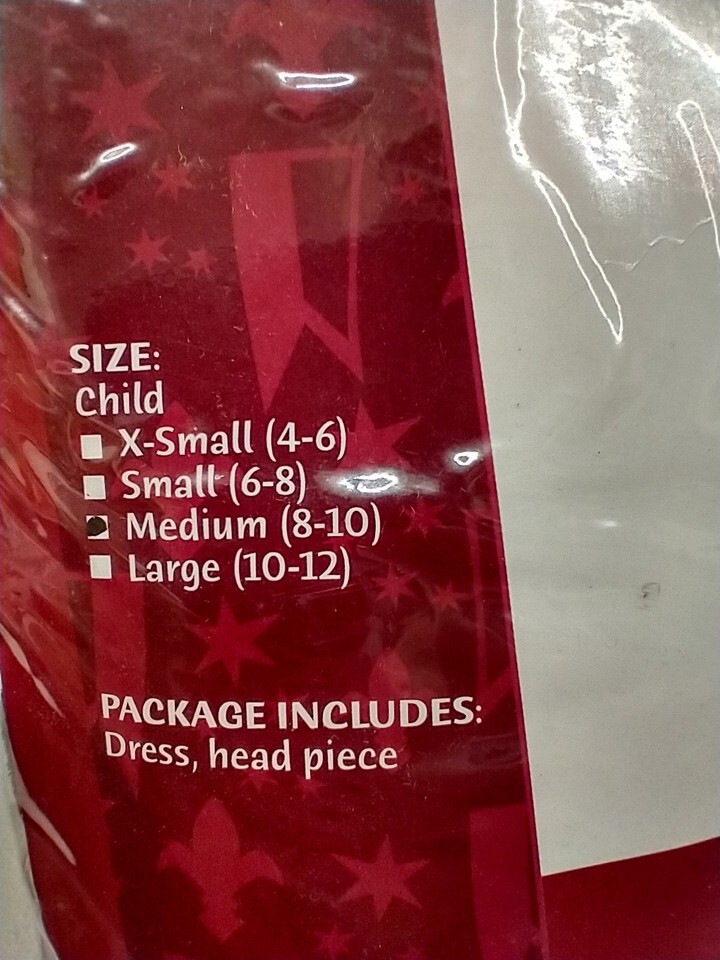 SIZE:
Child
X-Small (4-6)
Small (6-8)
Medium (8-10)
Large (10-12)
PACKAGE INCLUDES:
Dress, head piece